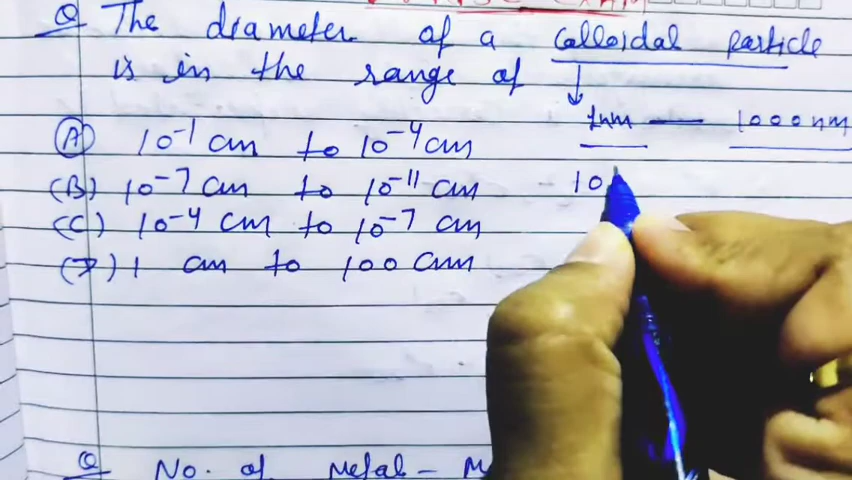 Q The diameter of a colloidal particle
is in the range of
1nm — 1000nm
(A) 10⁻¹ cm to 10⁻⁴ cm
(B) 10⁻⁷ cm to 10⁻¹¹ cm
10
(C) 10⁻⁴ cm to 10⁻⁷ cm
1 cm to 100 cm
Q No. of Metal - M